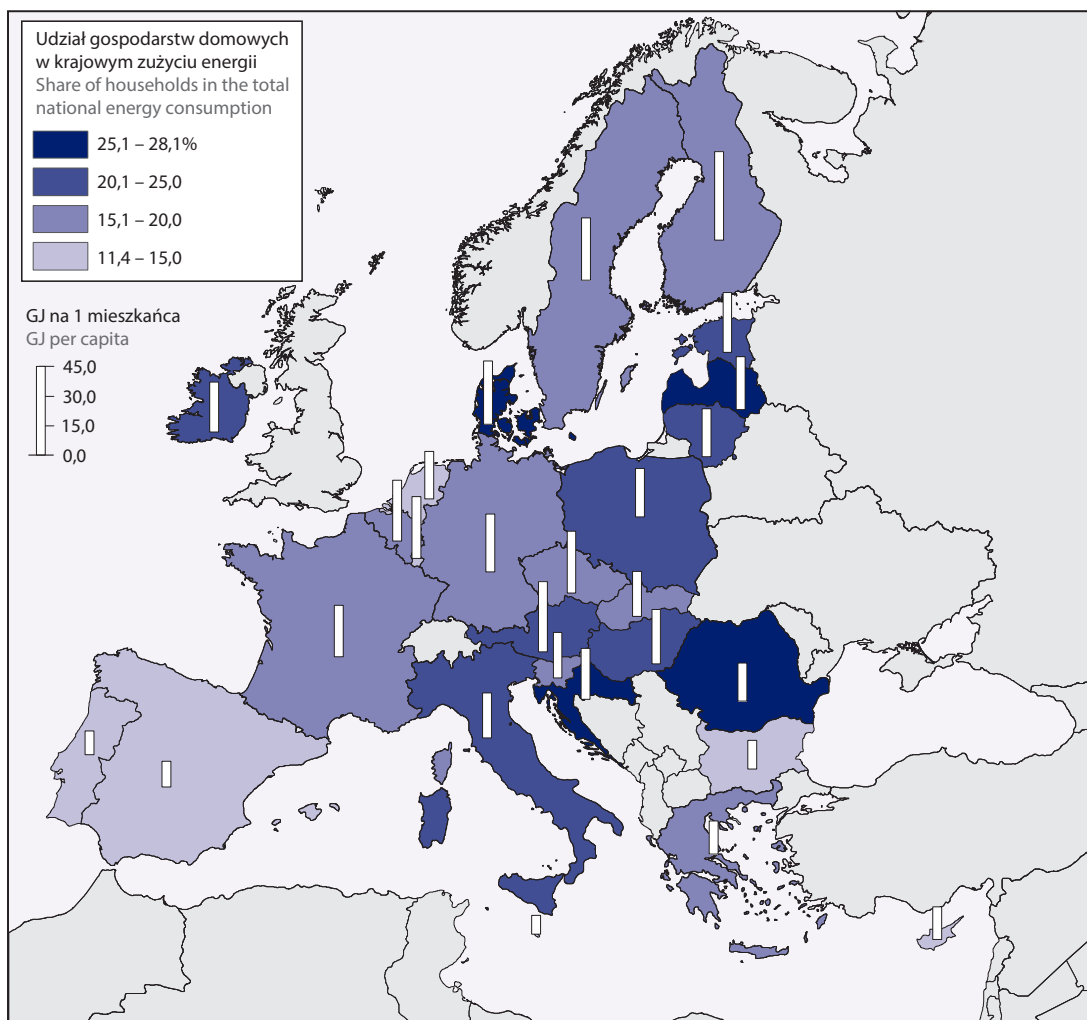 Udział gospodarstw domowych
w krajowym zużyciu energii
Share of households in the total
national energy consumption
25,1 – 28,1%
20,1 – 25,0
15,1 – 20,0
11,4 – 15,0
GJ na 1 mieszkańca
GJ per capita
45,0
30,0
15,0
0,0